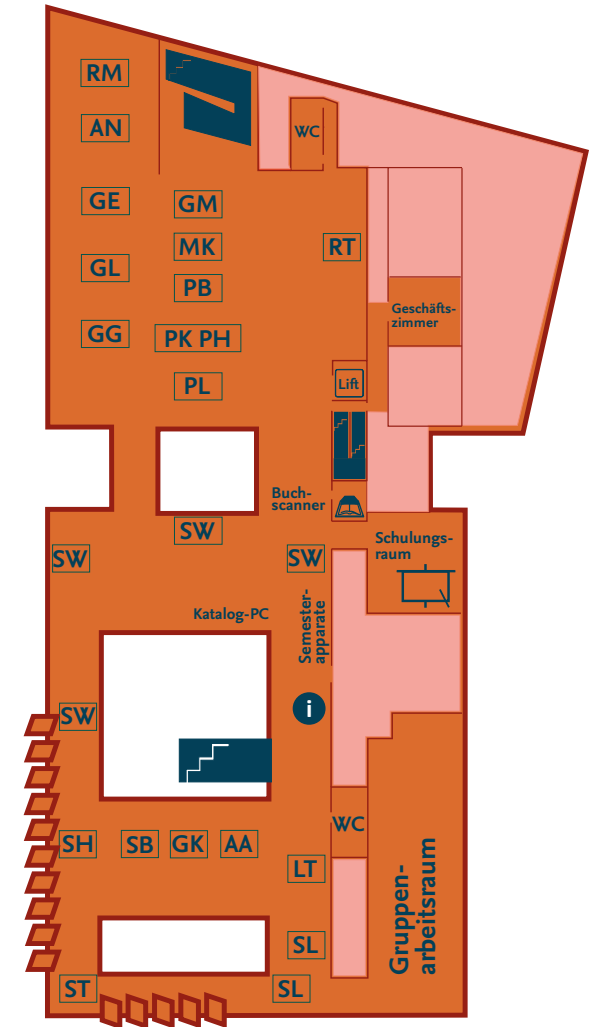 RM
AN
WC
GE
GM
MK
RT
GL
PB
Geschäfts-
zimmer
GG
PK PH
PL
Lift
Buch-
scanner
SW
Schulungs-
raum
SW
SW
Semester-
apparate
Katalog-PC
i
SW
WC
SH
SB
GK
AA
LT
Gruppen-
arbeitsraum
SL
ST
SL